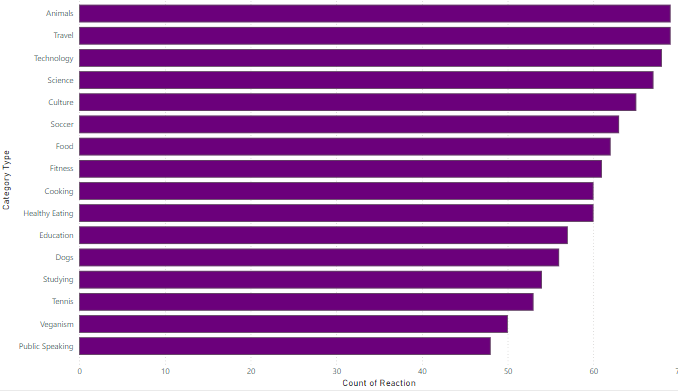 Category Type
Animals
Travel
Technology
Science
Culture
Soccer
Food
Fitness
Cooking
Healthy Eating
Education
Dogs
Studying
Tennis
Veganism
Public Speaking
0 10 20 30 40 50 60
Count of Reaction